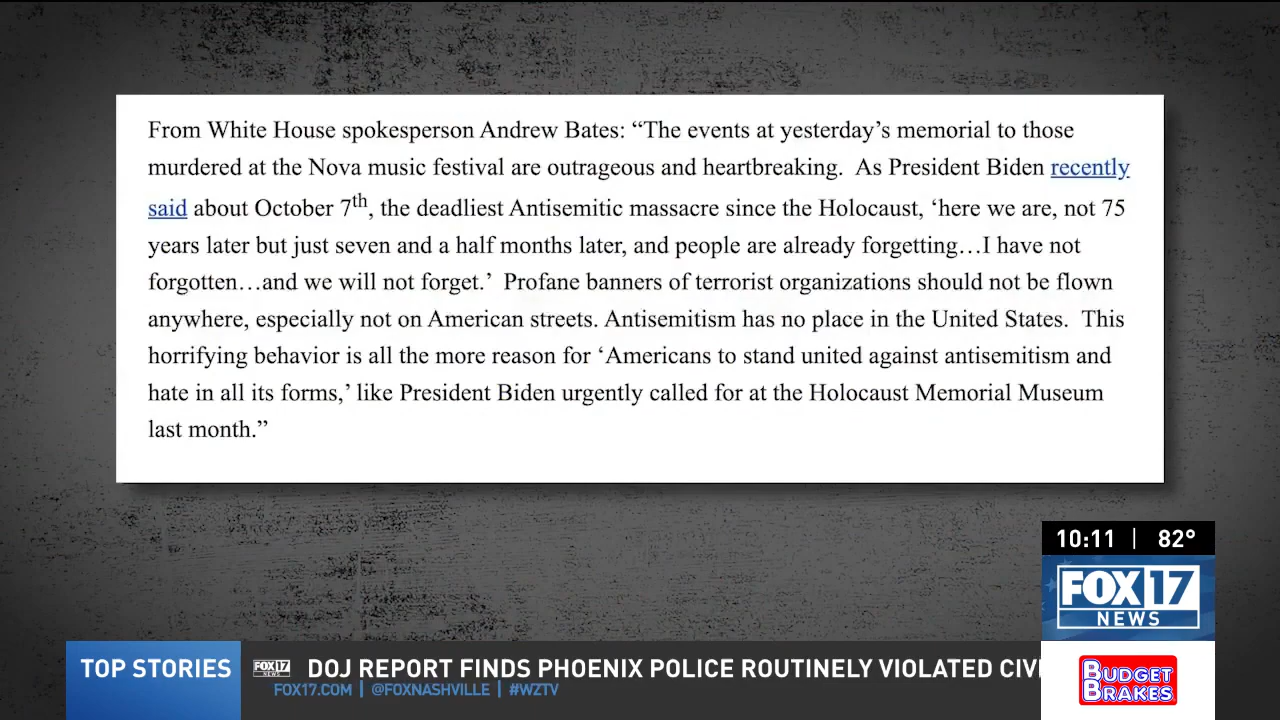 From White House spokesperson Andrew Bates: “The events at yesterday’s memorial to those
murdered at the Nova music festival are outrageous and heartbreaking.  As President Biden recently
said about October 7th, the deadliest Antisemitic massacre since the Holocaust, ‘here we are, not 75
years later but just seven and a half months later, and people are already forgetting…I have not
forgotten…and we will not forget.’  Profane banners of terrorist organizations should not be flown
anywhere, especially not on American streets. Antisemitism has no place in the United States.  This
horrifying behavior is all the more reason for ‘Americans to stand united against antisemitism and
hate in all its forms,’ like President Biden urgently called for at the Holocaust Memorial Museum
last month.”
10:11 | 82°
FOX 17
NEWS
TOP STORIES
FOX 17
NEWS
DOJ REPORT FINDS PHOENIX POLICE ROUTINELY VIOLATED CIVI
FOX17.COM | @FOXNASHVILLE | #WZTV
BUDGET
BRAKES